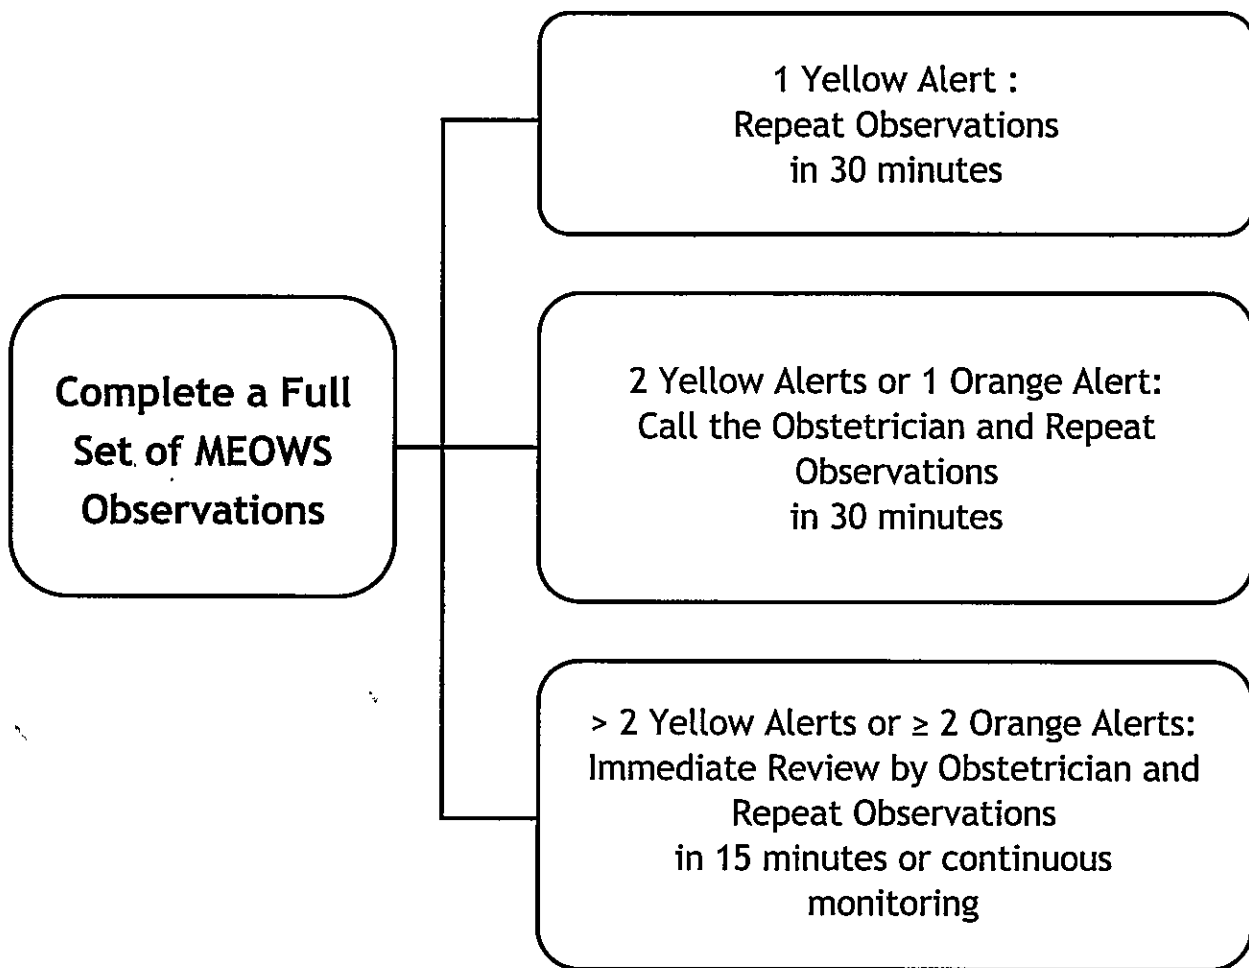 Complete a Full
Set of MEOWS
Observations
1 Yellow Alert :
Repeat Observations
in 30 minutes
2 Yellow Alerts or 1 Orange Alert:
Call the Obstetrician and Repeat
Observations
in 30 minutes
> 2 Yellow Alerts or ≥ 2 Orange Alerts:
Immediate Review by Obstetrician and
Repeat Observations
in 15 minutes or continuous
monitoring